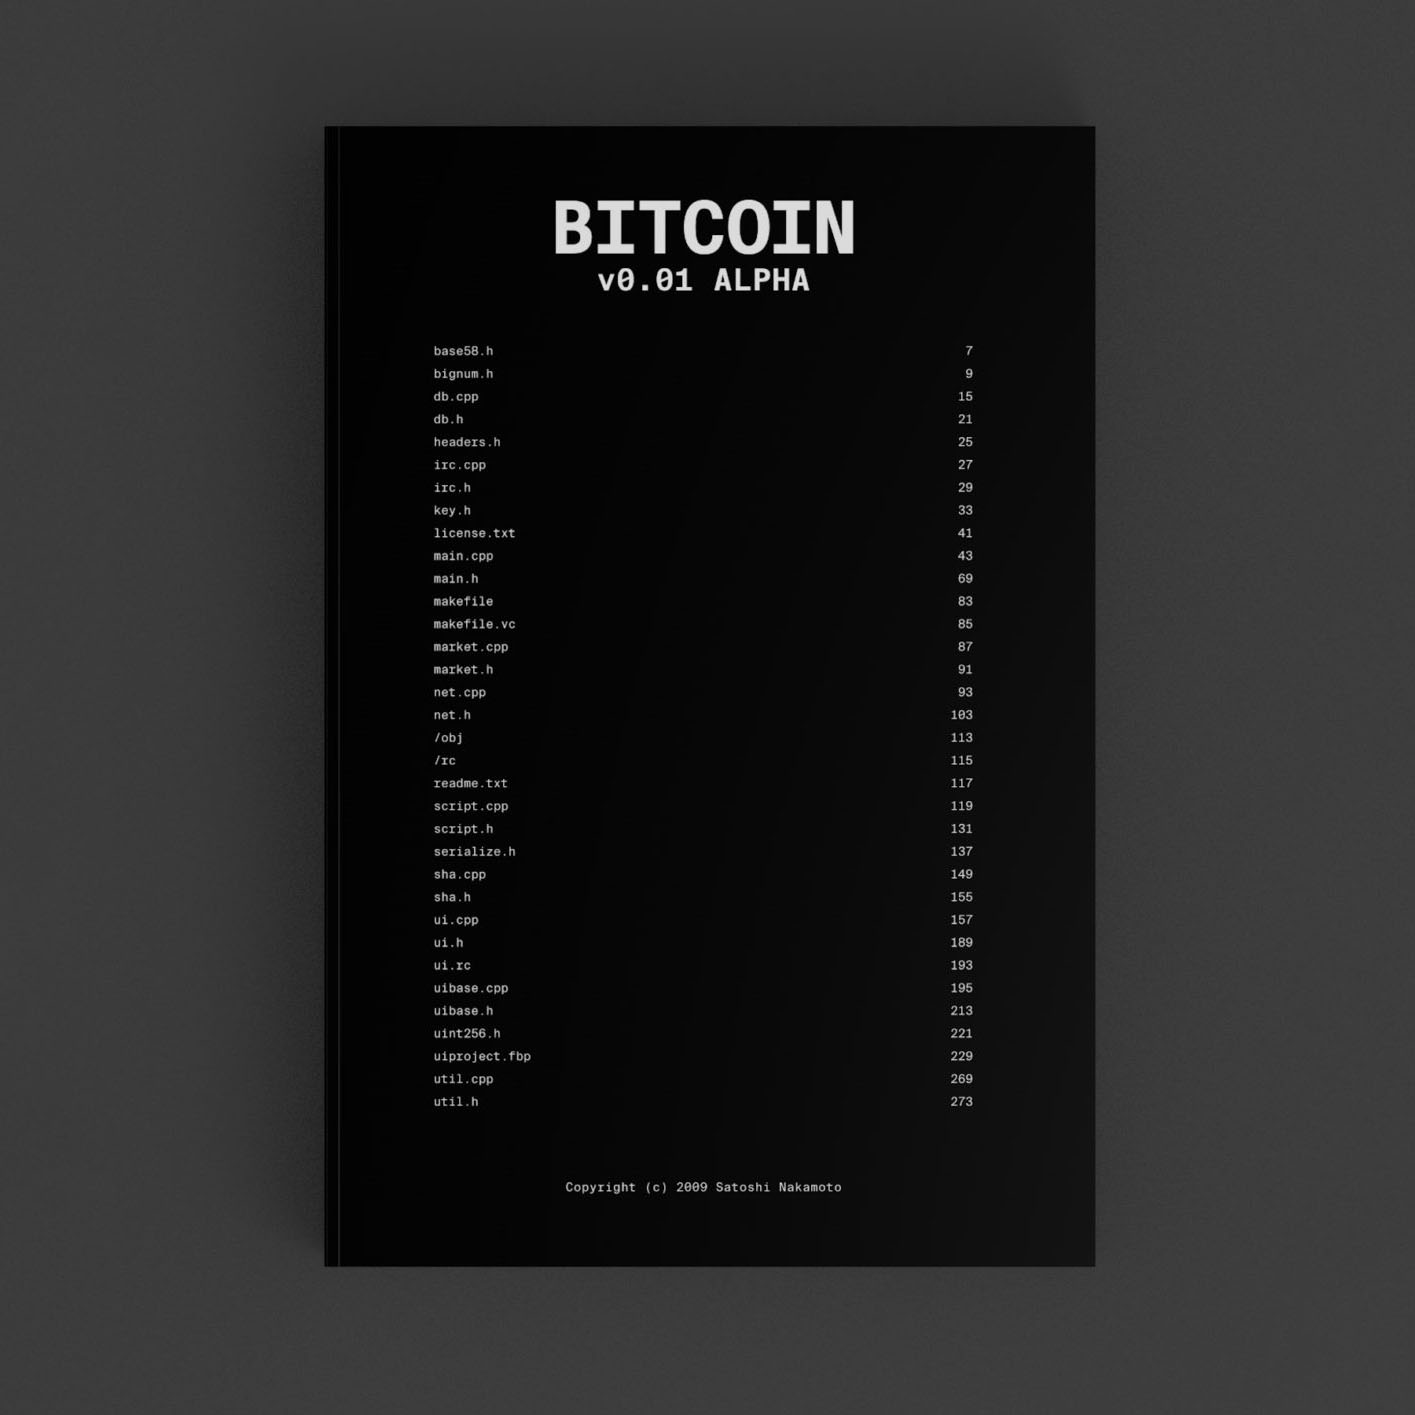 BITCOIN
v0.01 ALPHA
base58.h 7
bignum.h 9
db.cpp 15
db.h 21
headers.h 25
irc.cpp 27
irc.h 29
key.h 33
license.txt 41
main.cpp 43
main.h 69
makefile 83
makefile.vc 85
market.cpp 87
market.h 91
net.cpp 93
net.h 103
/obj 113
/rc 115
readme.txt 117
script.cpp 119
script.h 131
serialize.h 137
sha.cpp 149
sha.h 155
ui.cpp 157
ui.h 189
ui.rc 193
uibase.cpp 195
uibase.h 213
uint256.h 221
uiproject.fbp 229
util.cpp 269
util.h 273
Copyright (c) 2009 Satoshi Nakamoto